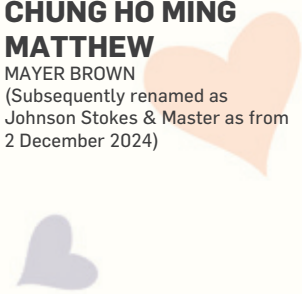 CHUNG HO MING
MATTHEW
MAYER BROWN
(Subsequently renamed as
Johnson Stokes & Master as from
2 December 2024)